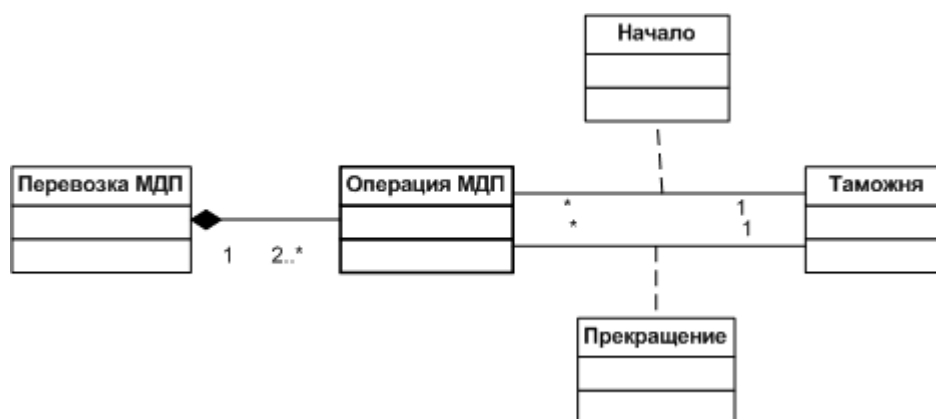 Начало
Перевозка МДП
Операция МДП
Таможня
*
1
*
1
1
2..*
Прекращение